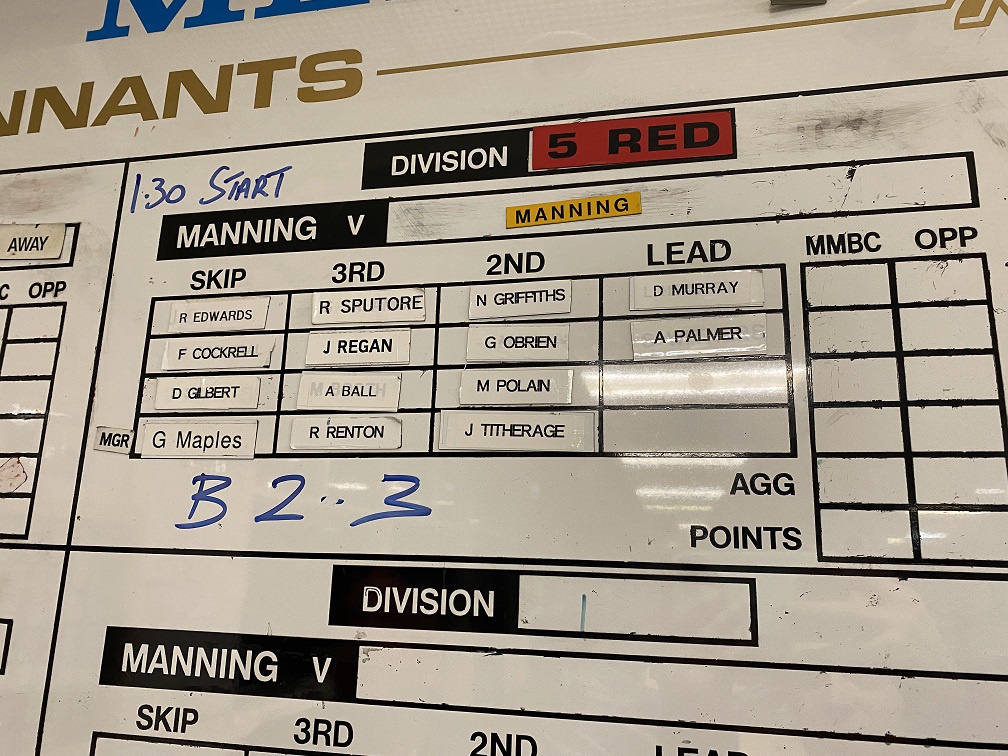 NNANTS
DIVISION 5 RED
1.30 START
MANNING V MANNING
AWAY
C OPP
SKIP 3RD 2ND LEAD MMBC OPP
R EDWARDS R SPUTORE N GRIFFITHS D MURRAY
F COCKRELL J REGAN G OBRIEN A PALMER
D GILBERT A BALL M POLAIN
MGR G Maples R RENTON J TITHERAGE
B 2..3
AGG
POINTS
DIVISION
MANNING V
SKIP 3RD 2ND LEAD